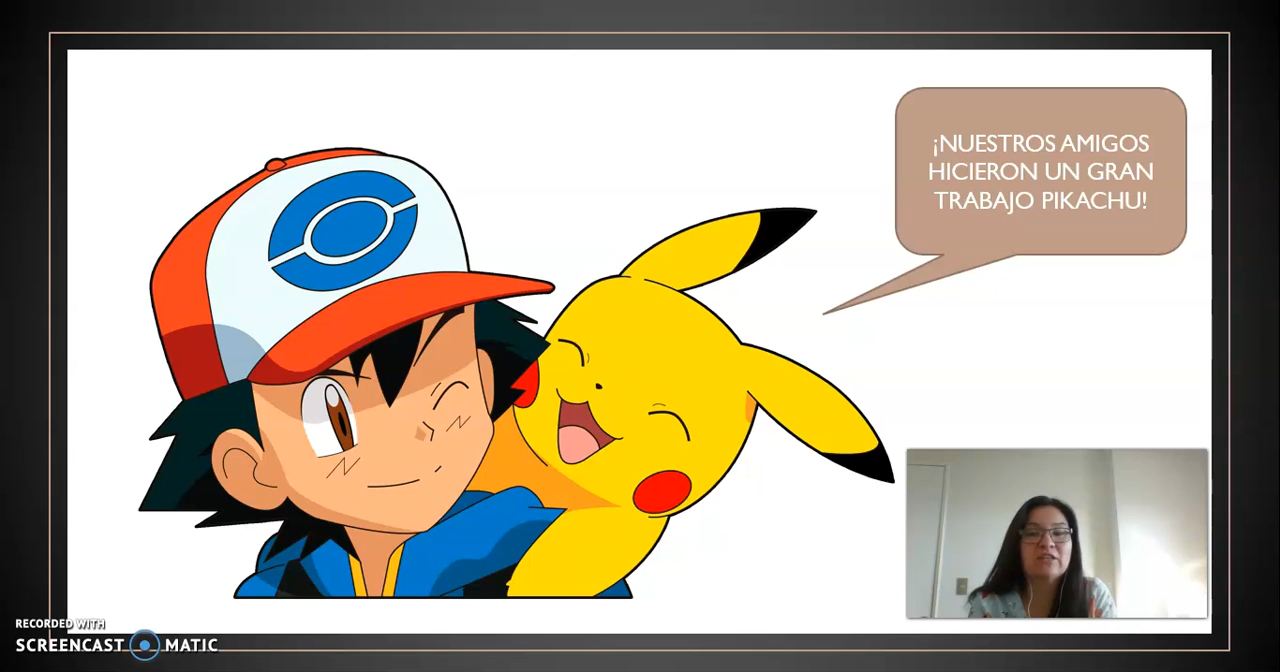 ¡NUESTROS AMIGOS
HICIERON UN GRAN
TRABAJO PIKACHU!
RECORDED WITH
SCREENCAST MATIC